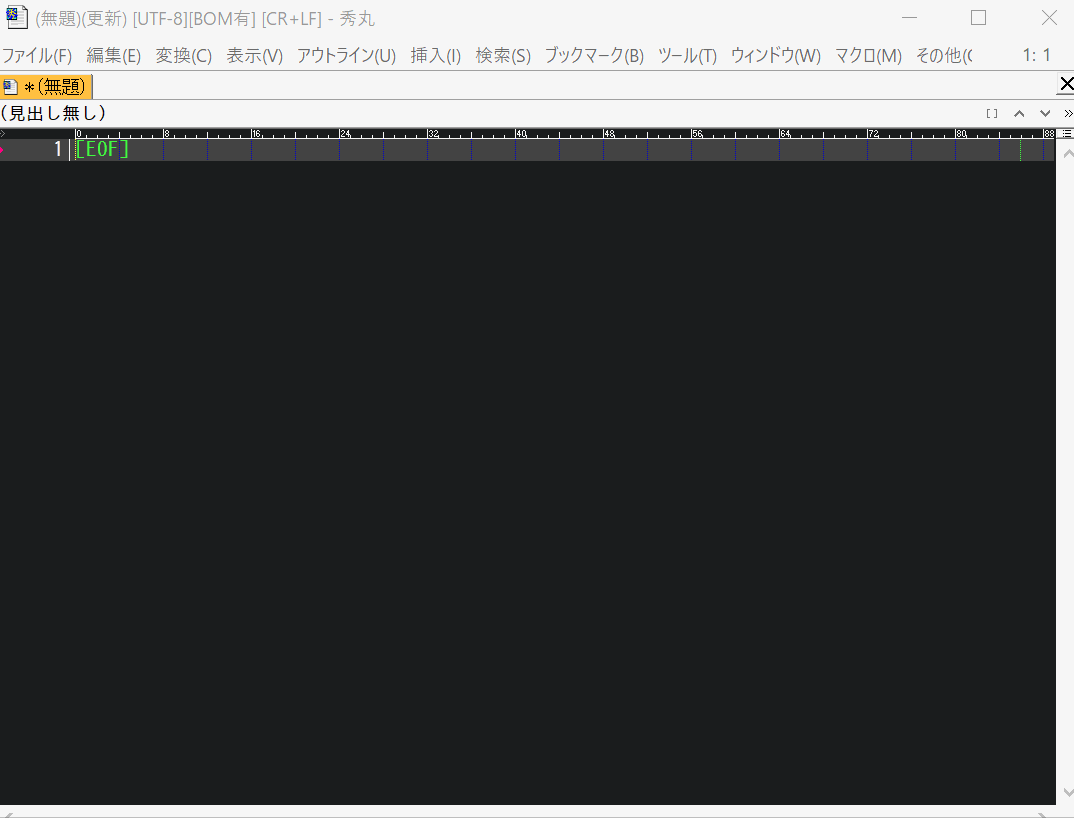 (無題)(更新) [UTF-8][BOM有] [CR+LF] - 秀丸
ファイル(F) 編集(E) 変換(C) 表示(V) アウトライン(U) 挿入(I) 検索(S) ブックマーク(B) ツール(T) ウィンドウ(W) マクロ(M) その他( 1: 1
*(無題)
(見出し無し)
0 8 16 24 32 40 48 56 64 72 80 88
1 [EOF]